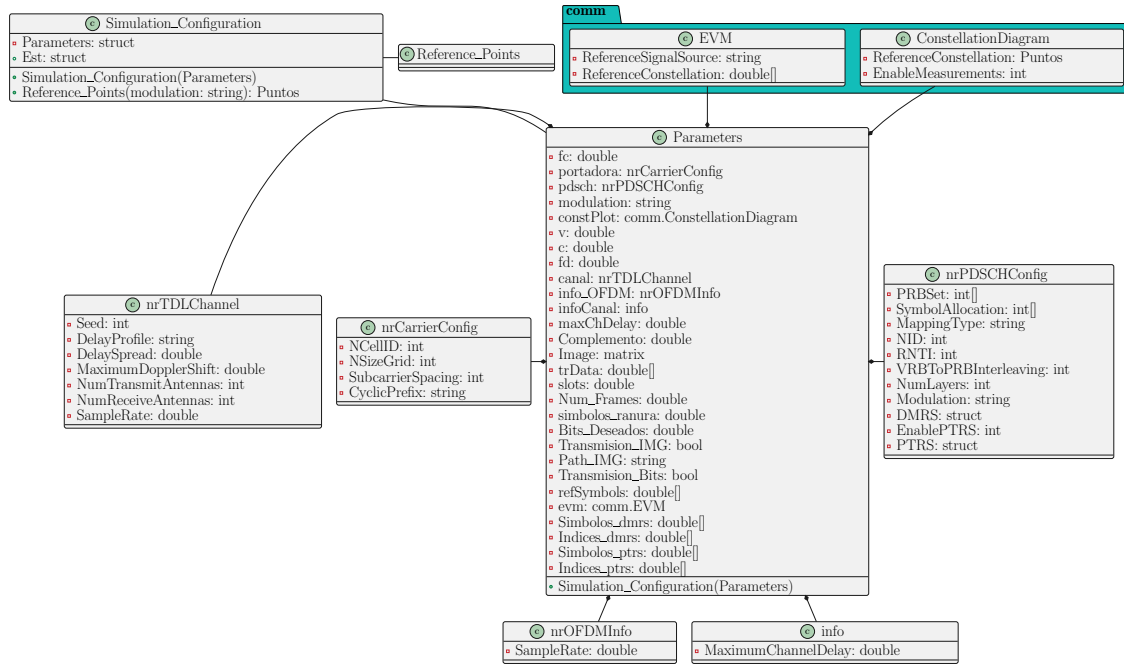 C Simulation_Configuration
Parameters: struct
Est: struct
Simulation_Configuration(Parameters)
Reference_Points(modulation: string): Puntos
C Reference_Points
comm
C EVM
ReferenceSignalSource: string
ReferenceConstellation: double[]
C ConstellationDiagram
ReferenceConstellation: Puntos
EnableMeasurements: int
C Parameters
fc: double
portadora: nrCarrierConfig
pdsch: nrPDSCHConfig
modulation: string
constPlot: comm.ConstellationDiagram
v: double
c: double
fd: double
canal: nrTDLChannel
info_OFDM: nrOFDMInfo
infoCanal: info
maxChDelay: double
Complemento: double
Image: matrix
trData: double[]
slots: double
Num_Frames: double
simbolos_ranura: double
Bits_Deseados: double
Transmision_IMG: bool
Path_IMG: string
Transmision_Bits: bool
refSymbols: double[]
evm: comm.EVM
Simbolos_dmrs: double[]
Indices_dmrs: double[]
Simbolos_ptrs: double[]
Indices_ptrs: double[]
Simulation_Configuration(Parameters)
C nrTDLChannel
Seed: int
DelayProfile: string
DelaySpread: double
MaximumDopplerShift: double
NumTransmitAntennas: int
NumReceiveAntennas: int
SampleRate: double
C nrCarrierConfig
NCellID: int
NSizeGrid: int
SubcarrierSpacing: int
CyclicPrefix: string
C nrPDSCHConfig
PRBSet: int[]
SymbolAllocation: int[]
MappingType: string
NID: int
RNTI: int
VRBToPRBInterleaving: int
NumLayers: int
Modulation: string
DMRS: struct
EnablePTRS: int
PTRS: struct
C nrOFDMInfo
SampleRate: double
C info
MaximumChannelDelay: double